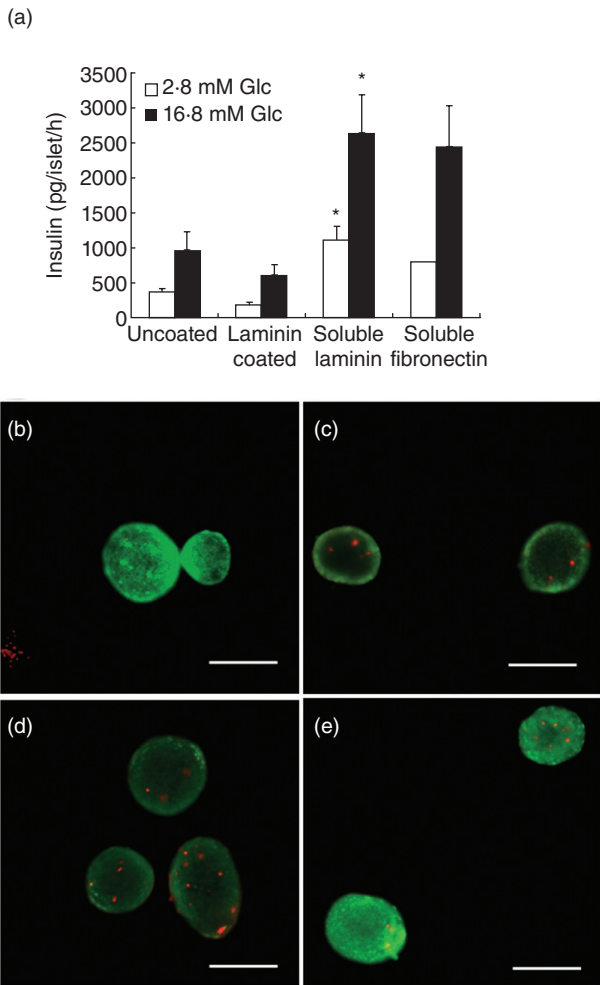 (a)
3500
3000
2500
2000
1500
1000
500
0
Insulin (pg/islet/h)
2·8 mM Glc
16·8 mM Glc
*
*
Uncoated
Laminin
coated
Soluble
laminin
Soluble
fibronectin
(b)
(c)
(d)
(e)